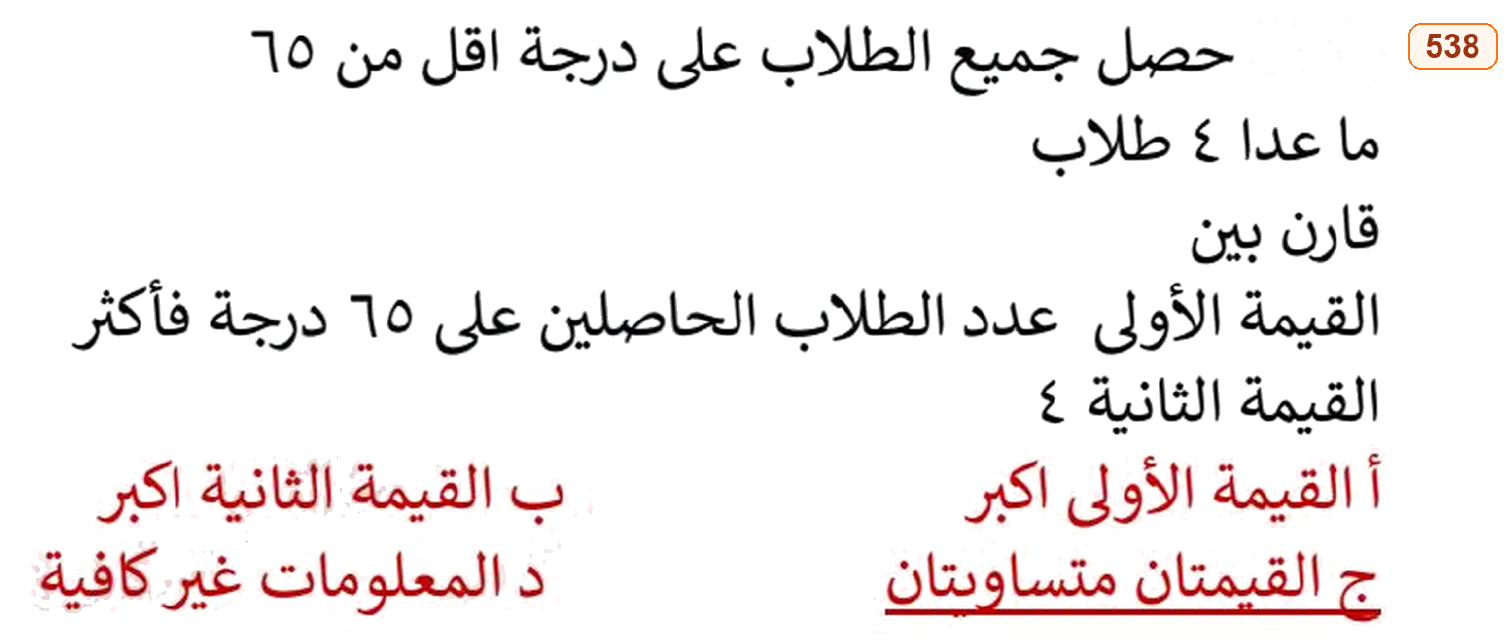 538
حصل جميع الطلاب على درجة اقل من ٦٥
ما عدا ٤ طلاب
قارن بين
القيمة الأولى عدد الطلاب الحاصلين على ٦٥ درجة فأكثر
القيمة الثانية ٤
أ القيمة الأولى اكبر ب القيمة الثانية اكبر
ج القيمتان متساويتان د المعلومات غير كافية